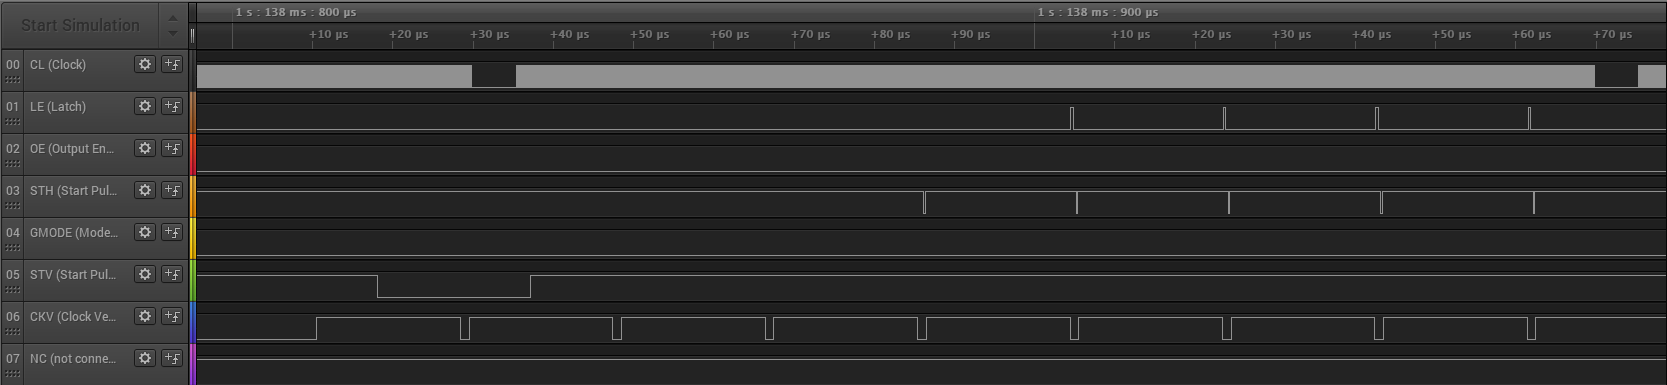 Start Simulation
1 s : 138 ms : 800 µs
1 s : 138 ms : 900 µs
+10 µs +20 µs +30 µs +40 µs +50 µs +60 µs +70 µs +80 µs +90 µs +10 µs +20 µs +30 µs +40 µs +50 µs +60 µs +70 µs
00 CL (Clock)
01 LE (Latch)
02 OE (Output En...
03 STH (Start Pul...
04 GMODE (Mode...
05 STV (Start Pul...
06 CKV (Clock Ve...
07 NC (not conne...